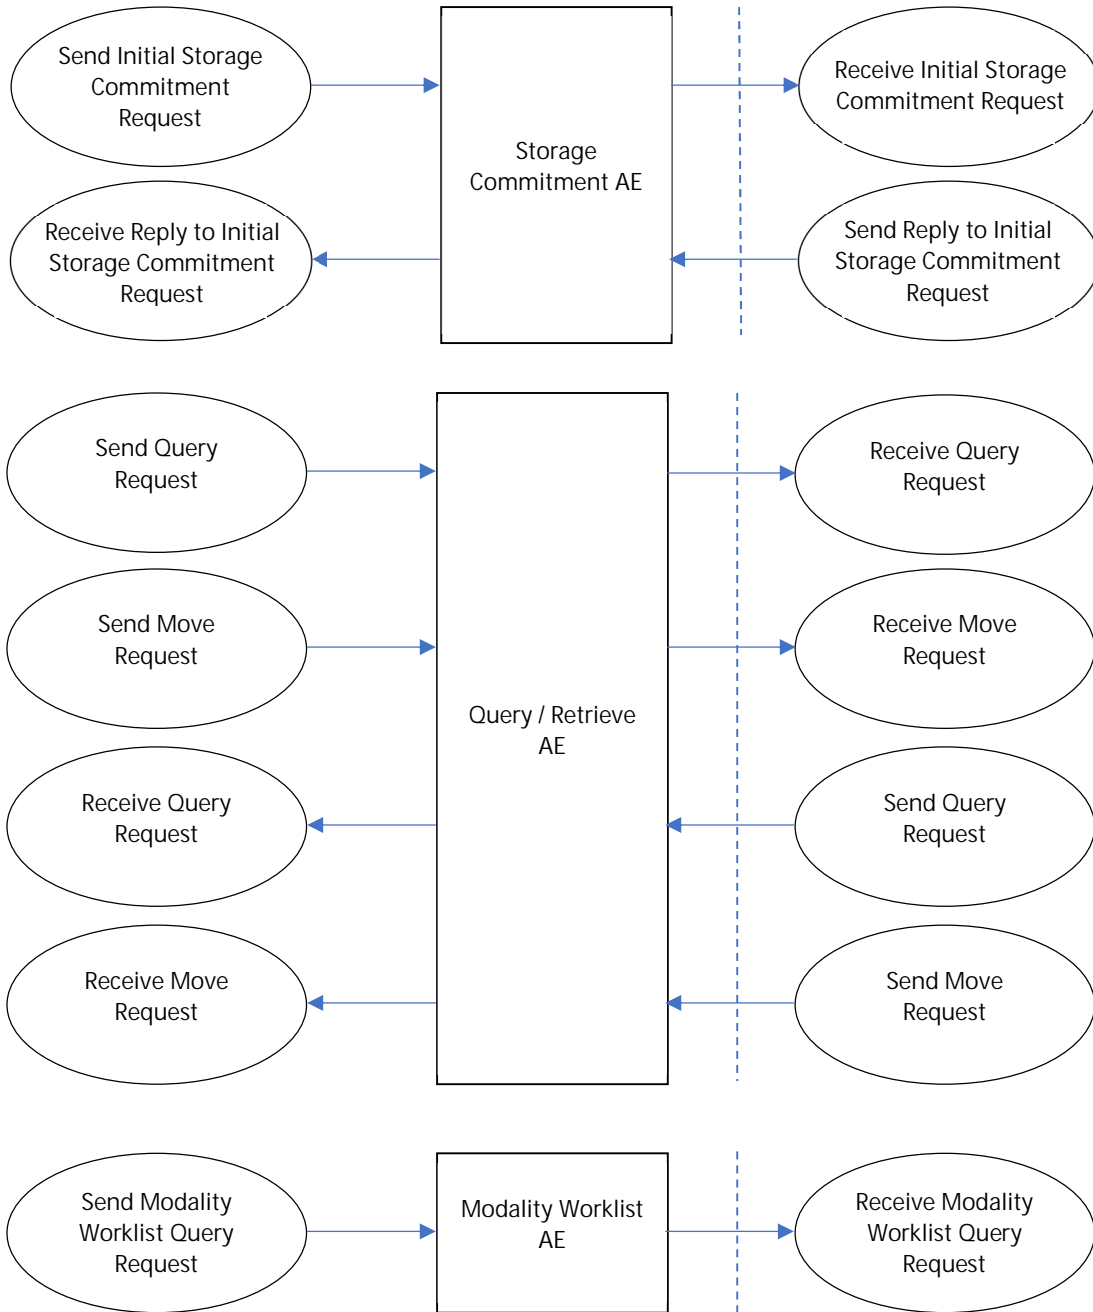 Send Initial Storage
Commitment
Request
Storage
Commitment AE
Receive Initial Storage
Commitment Request
Receive Reply to Initial
Storage Commitment
Request
Send Reply to Initial
Storage Commitment
Request
Send Query
Request
Receive Query
Request
Send Move
Request
Receive Move
Request
Query / Retrieve
AE
Receive Query
Request
Send Query
Request
Receive Move
Request
Send Move
Request
Send Modality
Worklist Query
Request
Modality Worklist
AE
Receive Modality
Worklist Query
Request